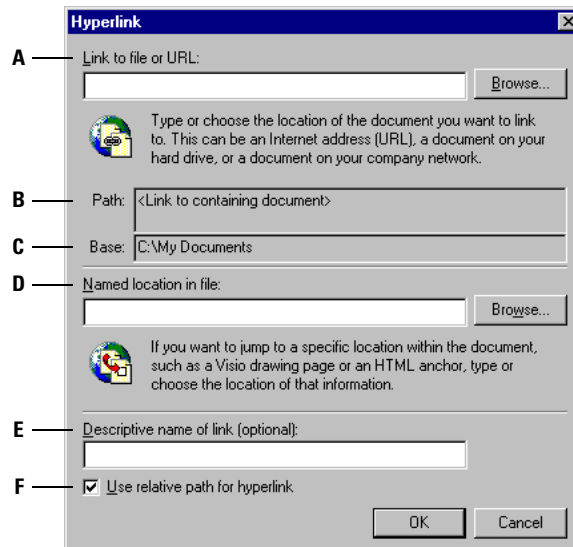 Hyperlink
A
Link to file or URL:
Browse...
Type or choose the location of the document you want to link
to. This can be an Internet address (URL), a document on your
hard drive, or a document on your company network.
B
Path: <Link to containing document>
C
Base: C:\My Documents
D
Named location in file:
Browse...
If you want to jump to a specific location within the document,
such as a Visio drawing page or an HTML anchor, type or
choose the location of that information.
E
Descriptive name of link (optional):
F
Use relative path for hyperlink
OK Cancel